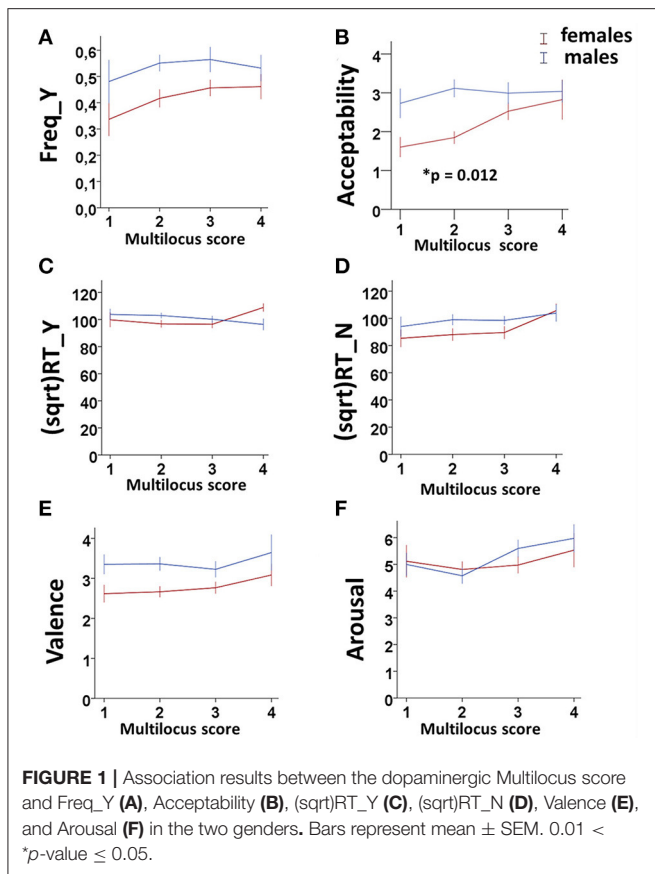 A
0,6
0,5
0,4
0,3
0,2
0,1
0,0
Freq_Y
1 2 3 4
Multilocus score
B
females
males
4
3
2
1
0
Acceptability
*p = 0.012
1 2 3 4
Multilocus score
C
120
100
80
60
40
20
0
(sqrt)RT_Y
1 2 3 4
Multilocus score
D
120
100
80
60
40
20
0
(sqrt)RT_N
1 2 3 4
Multilocus score
E
4
3
2
1
0
Valence
1 2 3 4
Multilocus score
F
6
5
4
3
2
1
0
Arousal
1 2 3 4
Multilocus score
FIGURE 1 | Association results between the dopaminergic Multilocus score
and Freq_Y (A), Acceptability (B), (sqrt)RT_Y (C), (sqrt)RT_N (D), Valence (E),
and Arousal (F) in the two genders. Bars represent mean ± SEM. 0.01 <
*p-value ≤ 0.05.